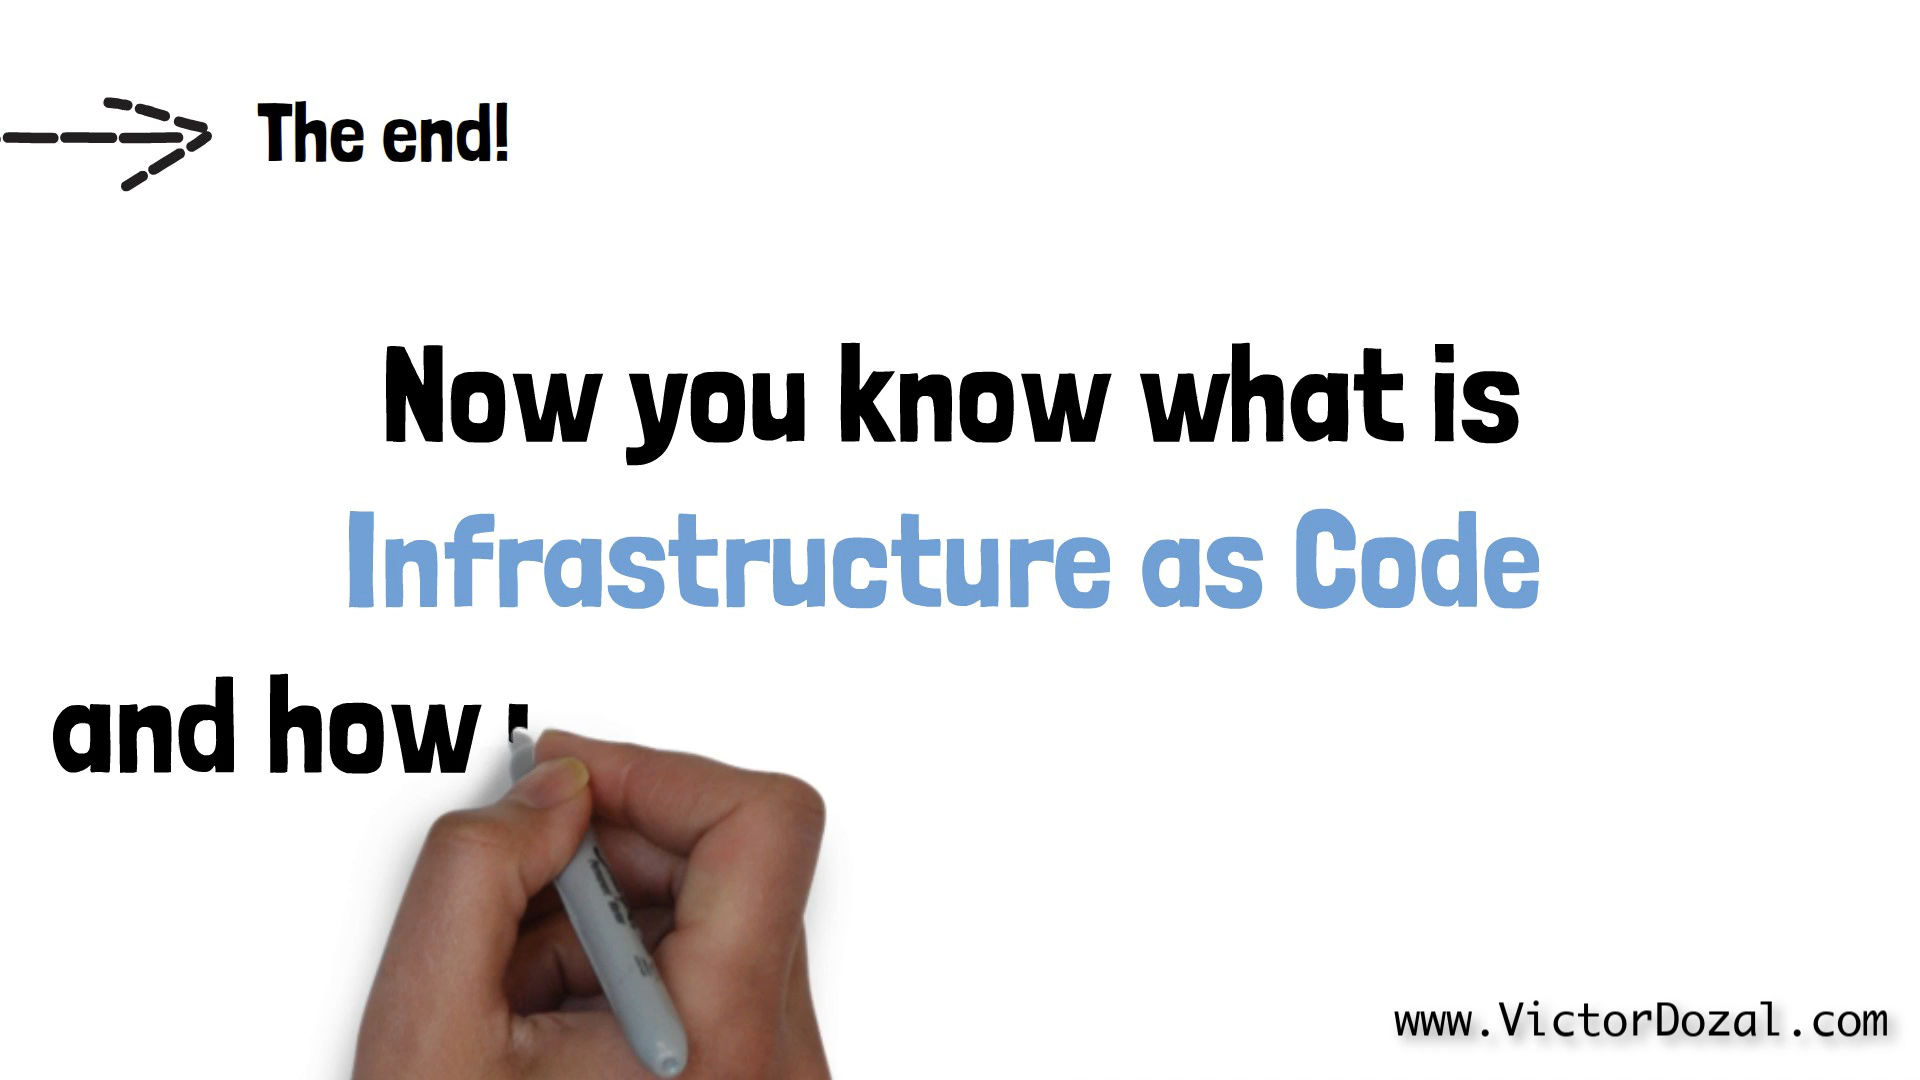 The end!
Now you know what is
Infrastructure as Code
and how
www.VictorDozal.com